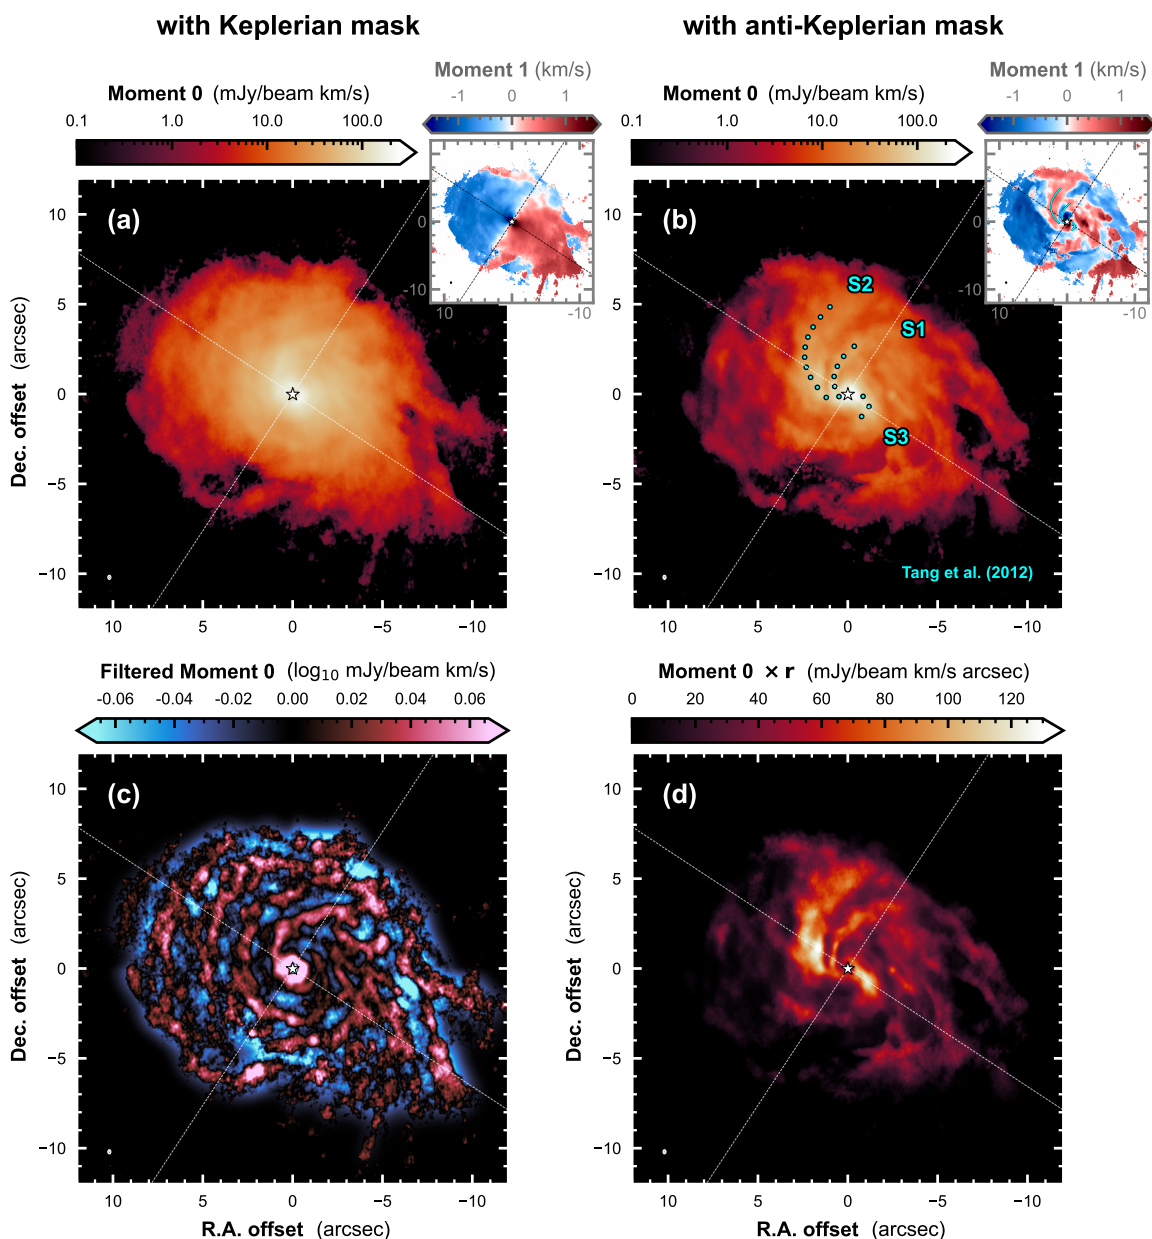 with Keplerian mask
with anti-Keplerian mask
Moment 1 (km/s)
-1 0 1
Moment 1 (km/s)
-1 0 1
Moment 0 (mJy/beam km/s)
0.1 1.0 10.0 100.0
Moment 0 (mJy/beam km/s)
0.1 1.0 10.0 100.0
(a)
10
5
0
−5
−10
Dec. offset (arcsec)
10 5 0 −5 −10
0
-10
10 0 -10
(b)
S2
S1
S3
Tang et al. (2012)
10
5
0
−5
−10
10 5 0 −5 −10
0
-10
10 0 -10
Filtered Moment 0 (log10 mJy/beam km/s)
-0.06 -0.04 -0.02 0.00 0.02 0.04 0.06
Moment 0 × r (mJy/beam km/s arcsec)
0 20 40 60 80 100 120
(c)
10
5
0
−5
−10
Dec. offset (arcsec)
10 5 0 −5 −10
R.A. offset (arcsec)
(d)
10
5
0
−5
−10
Dec. offset (arcsec)
10 5 0 −5 −10
R.A. offset (arcsec)